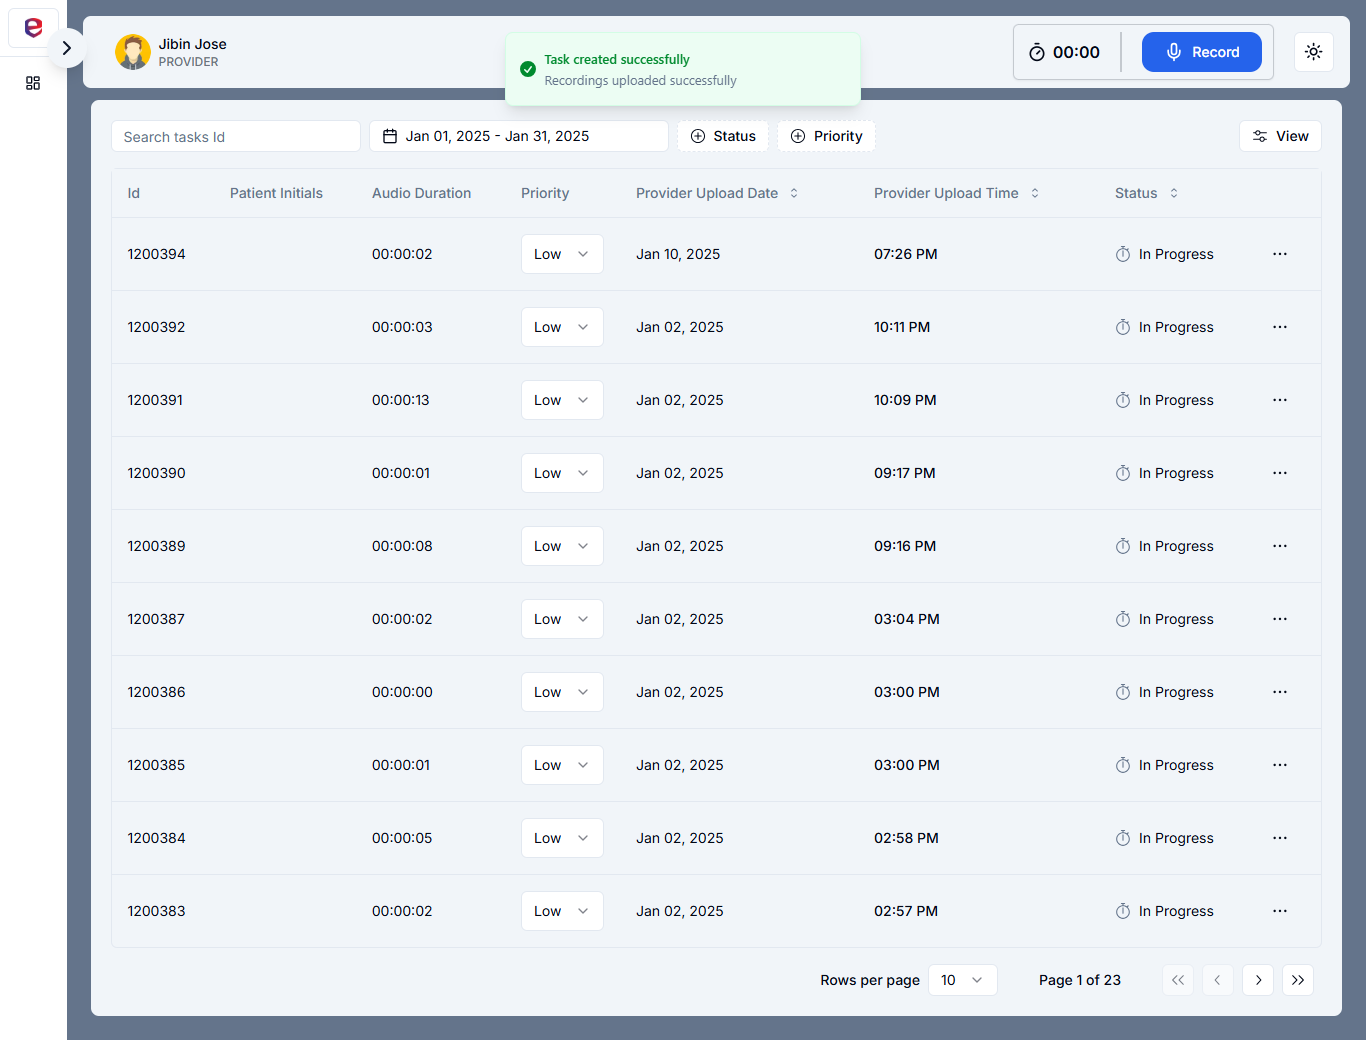 Jibin Jose
PROVIDER
Task created successfully
Recordings uploaded successfully
00:00
Record
Search tasks Id
Jan 01, 2025 - Jan 31, 2025
Status
Priority
View
Id Patient Initials Audio Duration Priority Provider Upload Date Provider Upload Time Status
1200394 00:00:02 Low Jan 10, 2025 07:26 PM In Progress
1200392 00:00:03 Low Jan 02, 2025 10:11 PM In Progress
1200391 00:00:13 Low Jan 02, 2025 10:09 PM In Progress
1200390 00:00:01 Low Jan 02, 2025 09:17 PM In Progress
1200389 00:00:08 Low Jan 02, 2025 09:16 PM In Progress
1200387 00:00:02 Low Jan 02, 2025 03:04 PM In Progress
1200386 00:00:00 Low Jan 02, 2025 03:00 PM In Progress
1200385 00:00:01 Low Jan 02, 2025 03:00 PM In Progress
1200384 00:00:05 Low Jan 02, 2025 02:58 PM In Progress
1200383 00:00:02 Low Jan 02, 2025 02:57 PM In Progress
Rows per page 10 Page 1 of 23